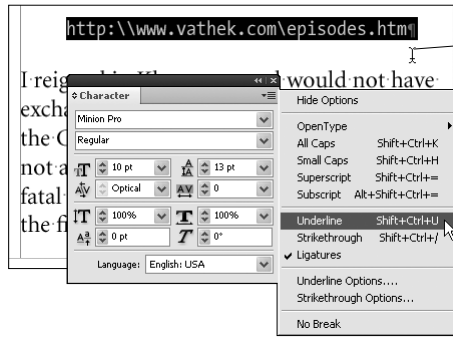 http:\\www.vathek.com\episodes.htm¶
I·reig
would·not·have·
excha
the·C
not·a
fatal·
the·fi
Character
Minion Pro
Regular
10 pt
13 pt
Optical
0
100%
100%
0 pt
0°
Language:
English: USA
Hide Options
OpenType
All Caps Shift+Ctrl+K
Small Caps Shift+Ctrl+H
Superscript Shift+Ctrl+=
Subscript Alt+Shift+Ctrl+=
Underline Shift+Ctrl+U
Strikethrough Shift+Ctrl+/
Ligatures
Underline Options....
Strikethrough Options...
No Break